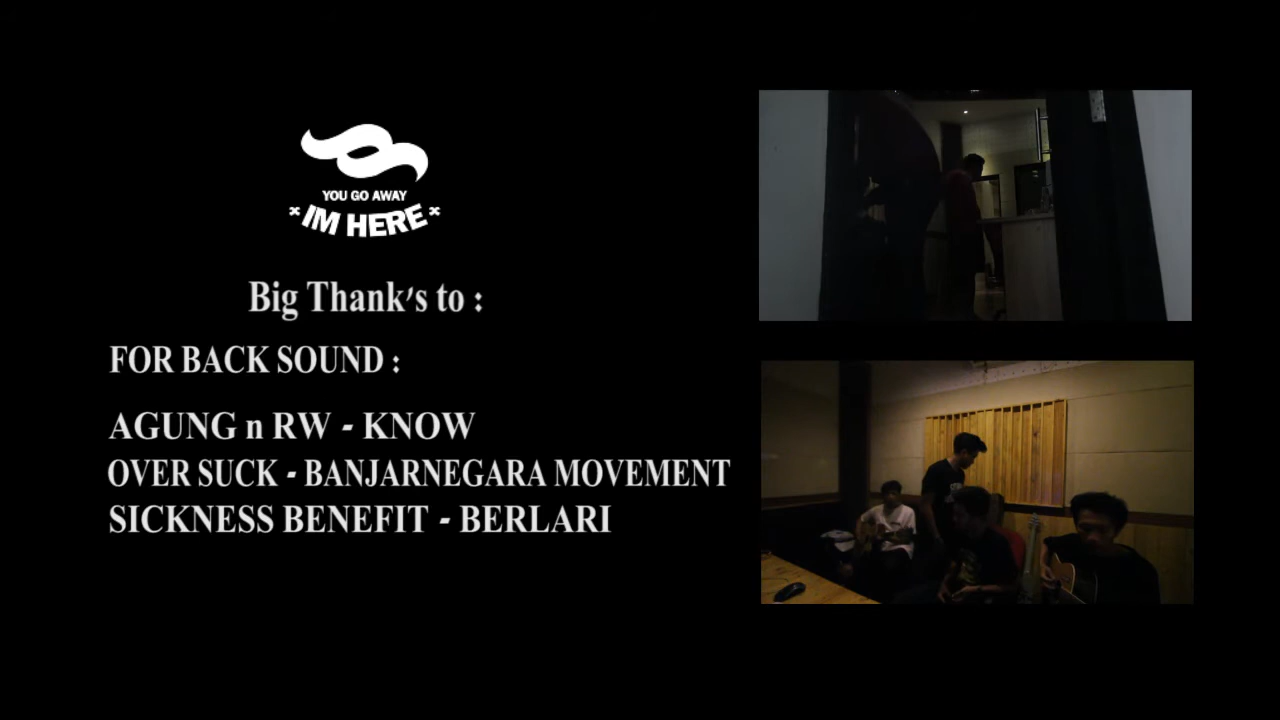 YOU GO AWAY
* IM HERE *
Big Thank's to :
FOR BACK SOUND :
AGUNG n RW - KNOW
OVER SUCK - BANJARNEGARA MOVEMENT
SICKNESS BENEFIT - BERLARI